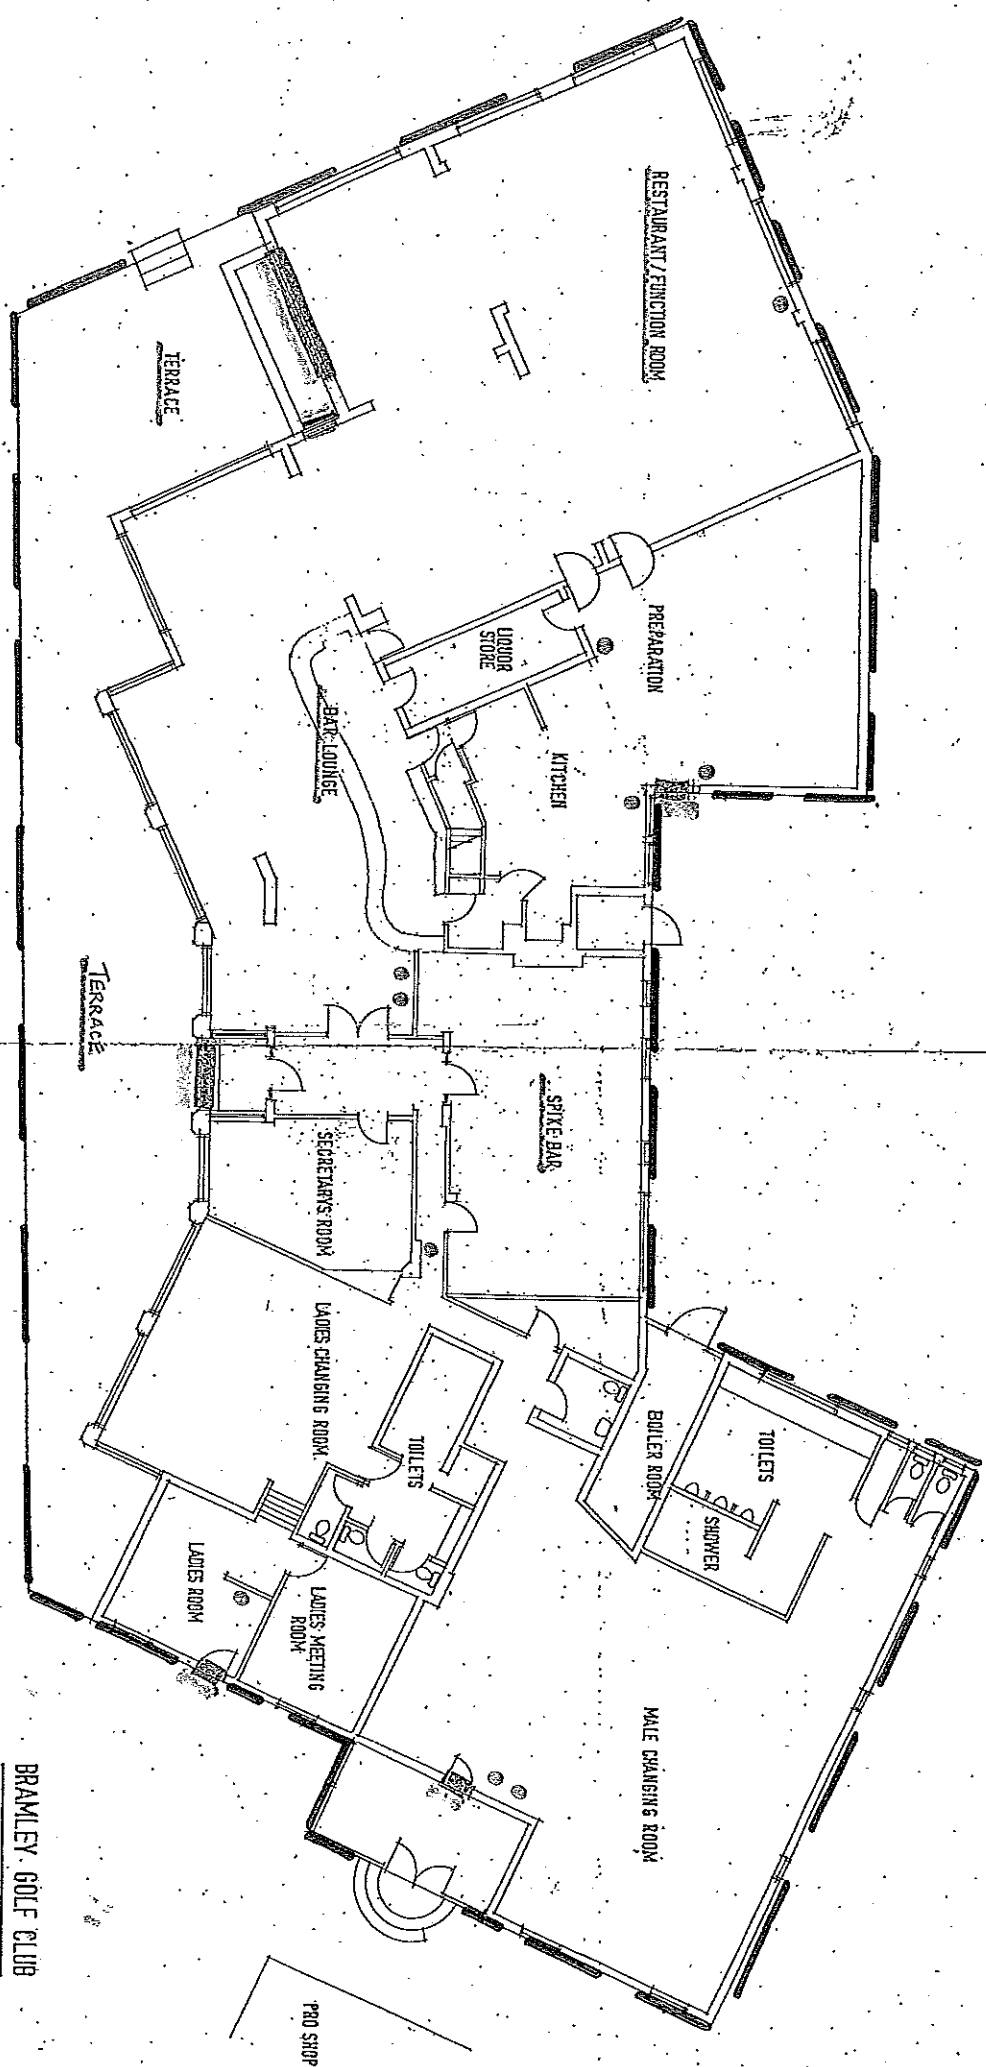 RESTAURANT/FUNCTION ROOM
TERRACE
PREPARATION
LIQUOR
STORE
KITCHEN
BAR LOUNGE
TERRACE
SPIKE BAR
SECRETARYS ROOM
LADIES CHANGING ROOM
TOILETS
BOILER ROOM
TOILETS
SHOWER
LADIES ROOM
LADIES MEETING
ROOM
MALE CHANGING ROOM
PRO SHOP
BRAMLEY GOLF CLUB